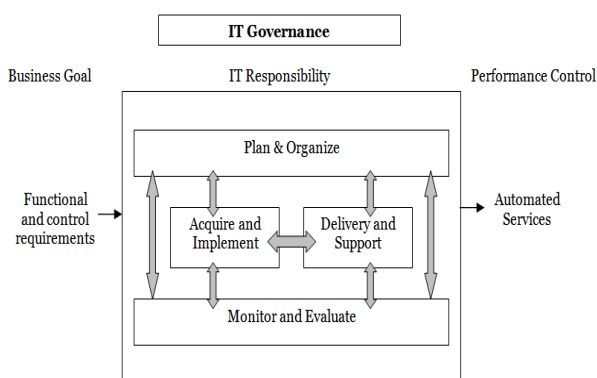 IT Governance
Business Goal
IT Responsibility
Performance Control
Plan & Organize
Functional
and control
requirements
Acquire and
Implement
Delivery and
Support
Automated
Services
Monitor and Evaluate